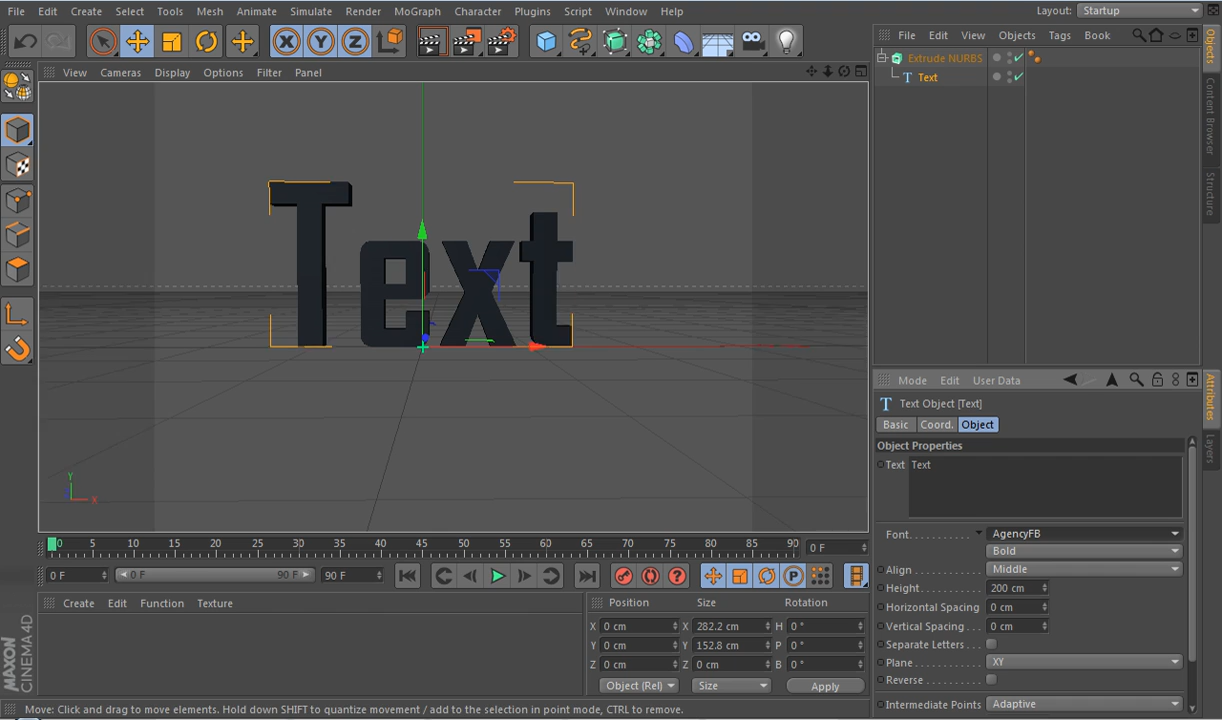 File Edit Create Select Tools Mesh Animate Simulate Render MoGraph Character Plugins Script Window Help Layout: Startup
X Y Z
View Cameras Display Options Filter Panel
File Edit View Objects Tags Book
Extrude NURBS
T Text
Objects
Content Browser
Structure
Text
Y
X
Mode Edit User Data
T Text Object [Text]
Basic Coord. Object
Object Properties
Text Text
Font. AgencyFB
Bold
Align Middle
Height 200 cm
Horizontal Spacing 0 cm
Vertical Spacing 0 cm
Separate Letters
Plane XY
Reverse
Intermediate Points Adaptive
Attributes
Layers
0 5 10 15 20 25 30 35 40 45 50 55 60 65 70 75 80 85 90 0 F
0 F 0 F 90 F 90 F P
Create Edit Function Texture
Position Size Rotation
X 0 cm X 282.2 cm H 0 °
Y 0 cm Y 152.8 cm P 0 °
Z 0 cm Z 0 cm B 0 °
Object (Rel) Size Apply
MAXON
CINEMA 4D
Move: Click and drag to move elements. Hold down SHIFT to quantize movement / add to the selection in point mode, CTRL to remove.